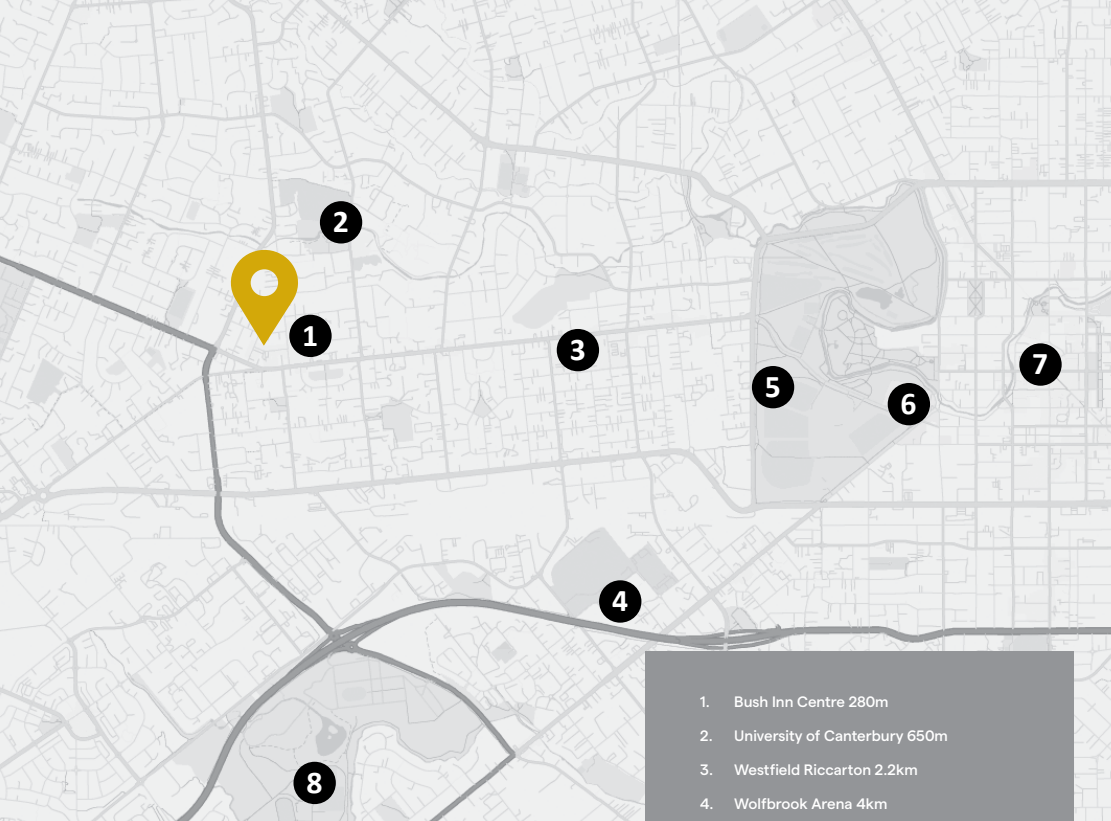 2
1
3
5
6
7
4
8
1. Bush Inn Centre 280m
2. University of Canterbury 650m
3. Westfield Riccarton 2.2km
4. Wolfbrook Arena 4km